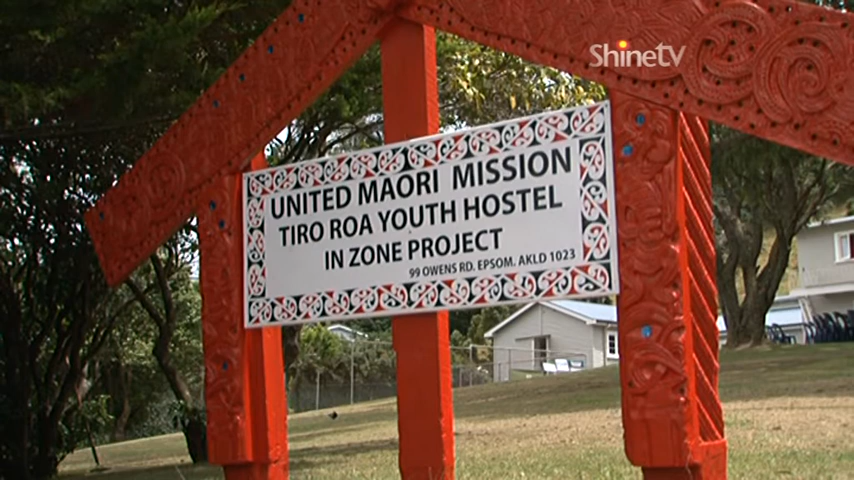 Shinetv
UNITED MAORI MISSION
TIRO ROA YOUTH HOSTEL
IN ZONE PROJECT
99 OWENS RD. EPSOM. AKLD 1023